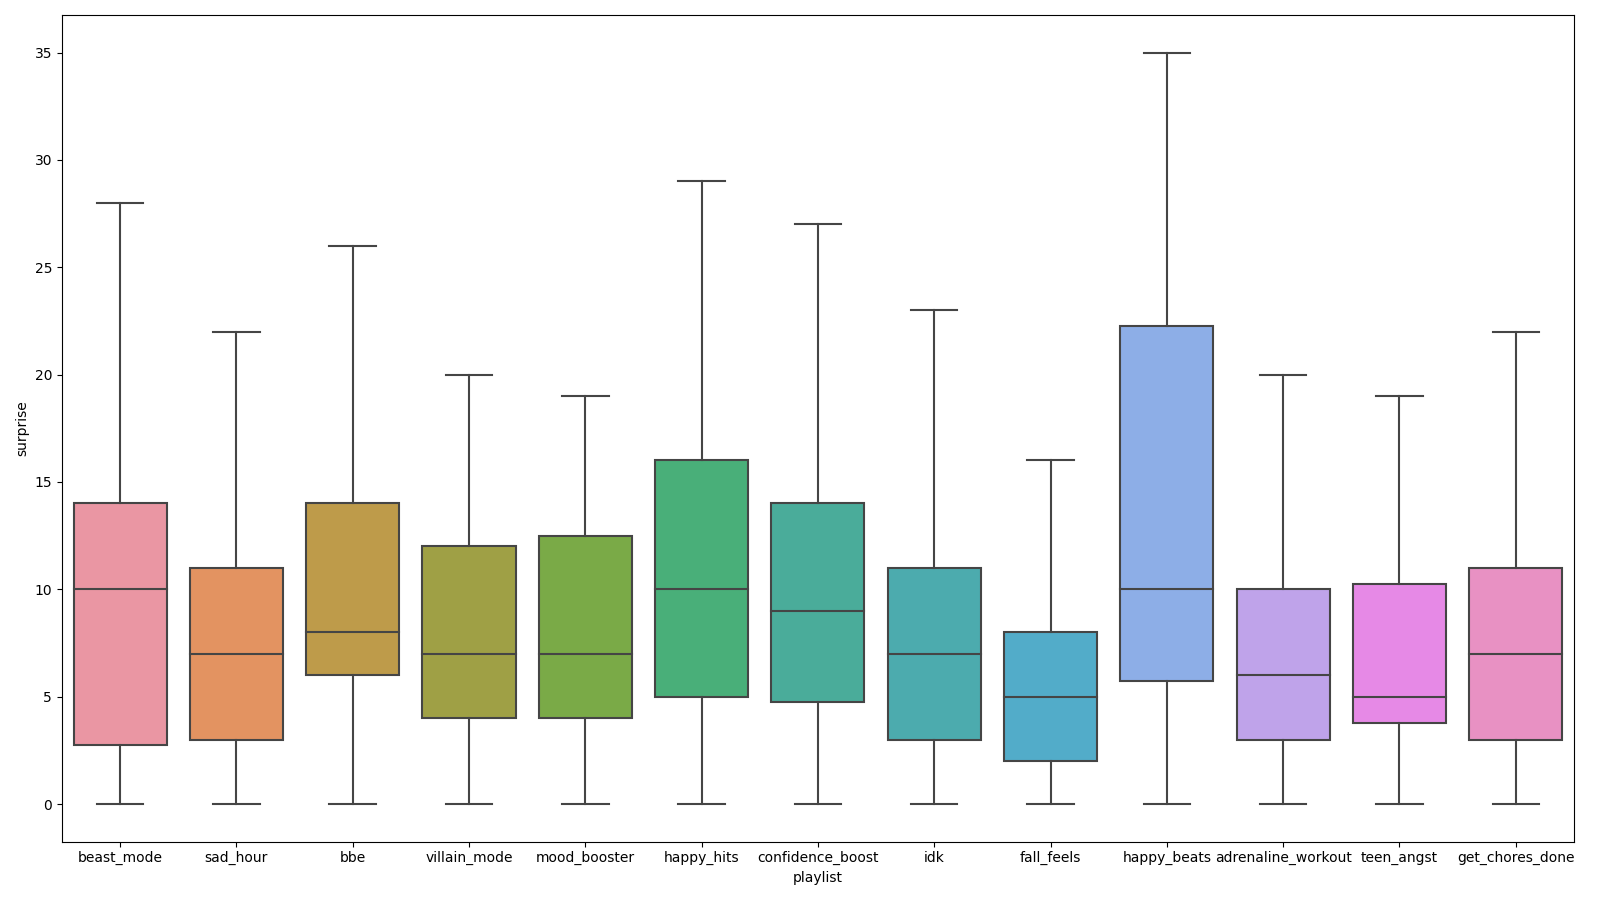 35
30
25
20
15
10
5
0
surprise
beast_mode sad_hour bbe villain_mode mood_booster happy_hits confidence_boost idk fall_feels happy_beats adrenaline_workout teen_angst get_chores_done
playlist